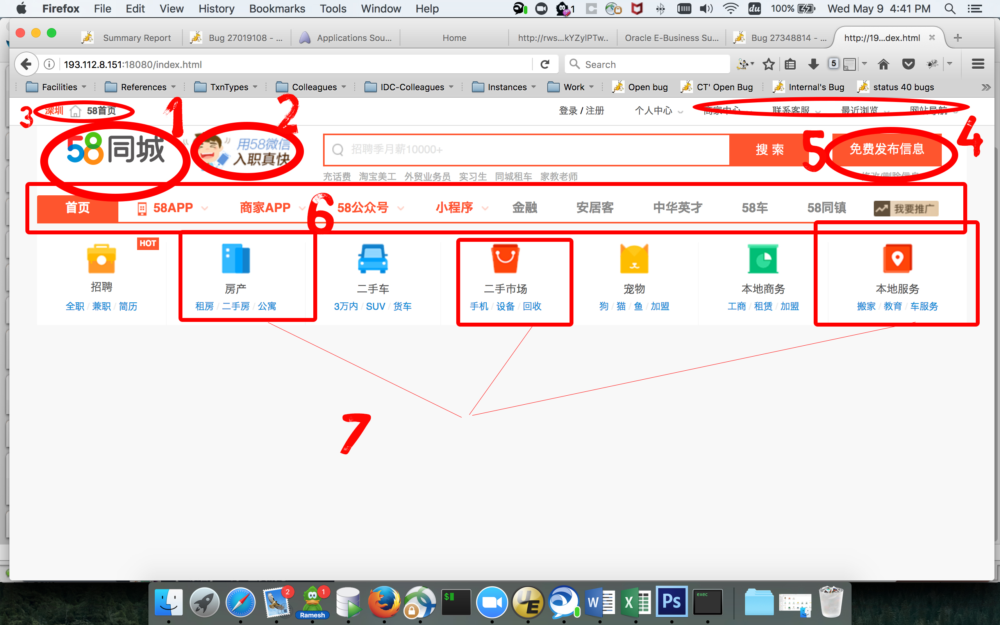 Firefox File Edit View History Bookmarks Tools Window Help 1 du 100% Wed May 9 4:41 PM
Summary Report Bug 27019108 - ... Applications Sou... Home http://rws...kYZylPTw.. Oracle E-Business Su... Bug 27348814 - ... http://19...dex.html
193.112.8.151:18080/index.html Search 5
Facilities References TxnTypes Colleagues IDC-Colleagues Instances Work Open bug CT' Open Bug Internal's Bug status 40 bugs
3 深圳 58首页 1 2 登录 / 注册 个人中心 商家中心 联系客服 最近浏览 网站导航
58同城 用58微信 招聘季月薪10000+ 搜 索 5 免费发布信息 4
入职真快
充话费 淘宝美工 外贸业务员 实习生 同城租车 家教老师 修改/删除信息
首页 58APP 商家APP 6 58公众号 小程序 金融 安居客 中华英才 58车 58同镇 我要推广
HOT
招聘 房产 二手车 二手市场 宠物 本地商务 本地服务
全职 / 兼职 / 简历 租房 / 二手房 / 公寓 3万内 / SUV / 货车 手机 / 设备 / 回收 狗 / 猫 / 鱼 / 加盟 工商 / 租赁 / 加盟 搬家 / 教育 / 车服务
7
2 1 Ramesh $ UE W X Ps exec